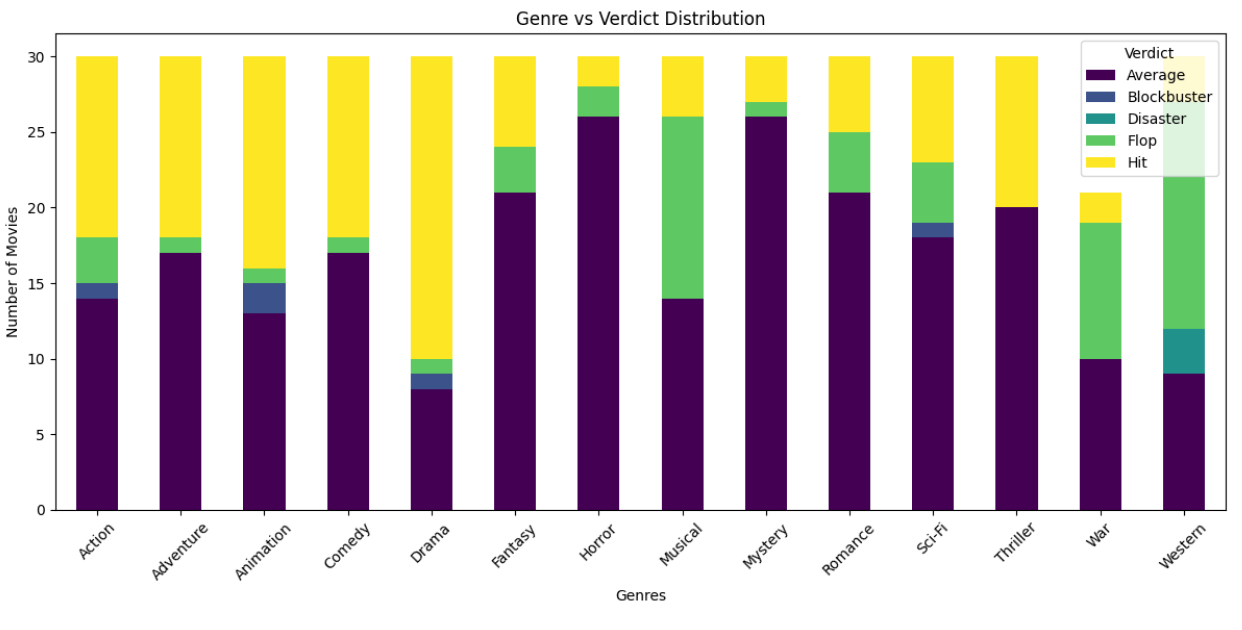 Genre vs Verdict Distribution
Number of Movies
30
25
20
15
10
5
0
Verdict
Average
Blockbuster
Disaster
Flop
Hit
Action
Adventure
Animation
Comedy
Drama
Fantasy
Horror
Musical
Mystery
Romance
Sci-Fi
Thriller
War
Western
Genres